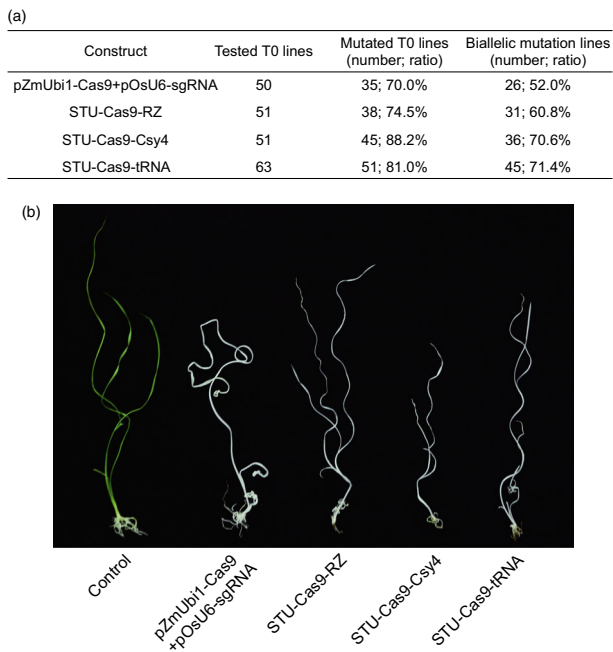 (a)
Construct Tested T0 lines Mutated T0 lines (number; ratio) Biallelic mutation lines (number; ratio)
pZmUbi1-Cas9+pOsU6-sgRNA 50 35; 70.0% 26; 52.0%
STU-Cas9-RZ 51 38; 74.5% 31; 60.8%
STU-Cas9-Csy4 51 45; 88.2% 36; 70.6%
STU-Cas9-tRNA 63 51; 81.0% 45; 71.4%
(b)
Control
pZmUbi1-Cas9
+pOsU6-sgRNA
STU-Cas9-RZ
STU-Cas9-Csy4
STU-Cas9-tRNA